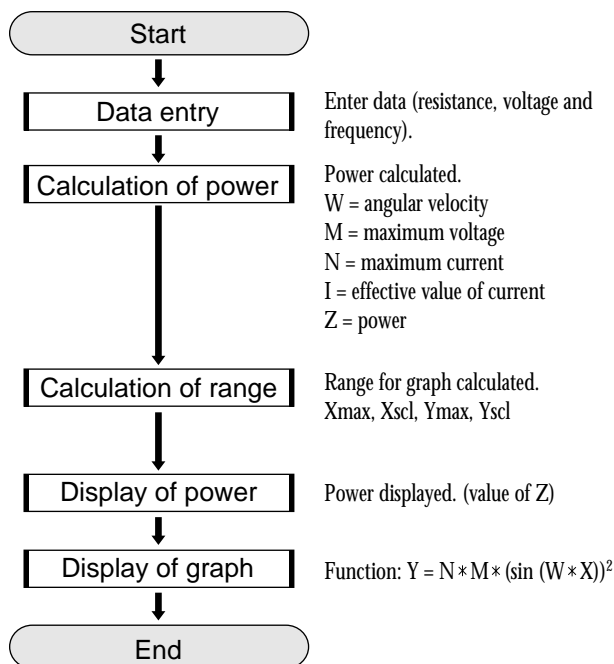 Start
Data entry
Enter data (resistance, voltage and
frequency).
Calculation of power
Power calculated.
W = angular velocity
M = maximum voltage
N = maximum current
I = effective value of current
Z = power
Calculation of range
Range for graph calculated.
Xmax, Xscl, Ymax, Yscl
Display of power
Power displayed. (value of Z)
Display of graph
Function: Y = N * M * (sin (W * X))²
End